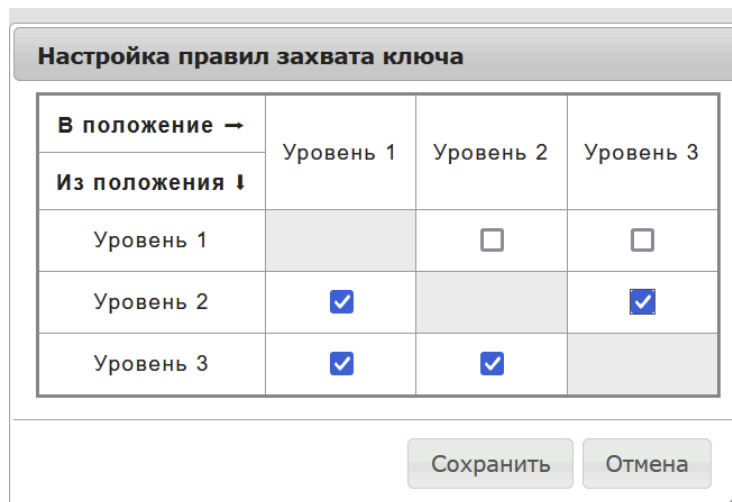 Настройка правил захвата ключа
В положение →
Уровень 1 Уровень 2 Уровень 3
Из положения ⬇
Уровень 1
Уровень 2
Уровень 3
Сохранить Отмена